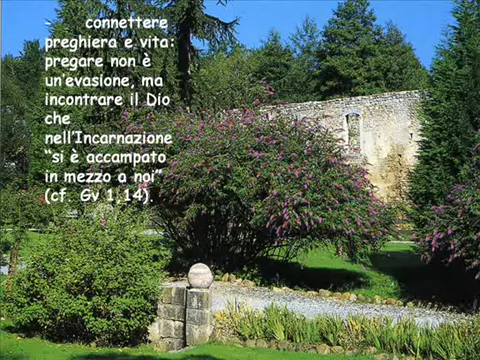 connettere
preghiera e vita:
pregare non è
un'evasione, ma
incontrare il Dio
che
nell'Incarnazione
"si è accampato
in mezzo a noi"
(cf Gv 1,14).